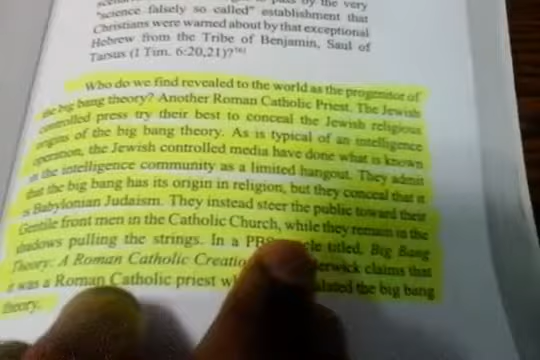 by the very
"science falsely so called" establishment that
Christians were warned about by that exceptional
Hebrew from the Tribe of Benjamin, Saul of
Tarsus (1 Tim. 6:20,21)?
Who do we find revealed to the world as the progenitor of
the big bang theory? Another Roman Catholic Priest. The Jewish
controlled press try their best to conceal the Jewish religious
origins of the big bang theory. As is typical of an intelligence
operation, the Jewish controlled media have done what is known
in the intelligence community as a limited hangout. They admit
that the big bang has its origin in religion, but they conceal that it
is Babylonian Judaism. They instead steer the public toward their
Gentile front men in the Catholic Church, while they remain in the
shadows pulling the strings. In a PBS titled, Big Bang
Theory: A Roman Catholic claims that
it was a Roman Catholic priest the big bang
theory.